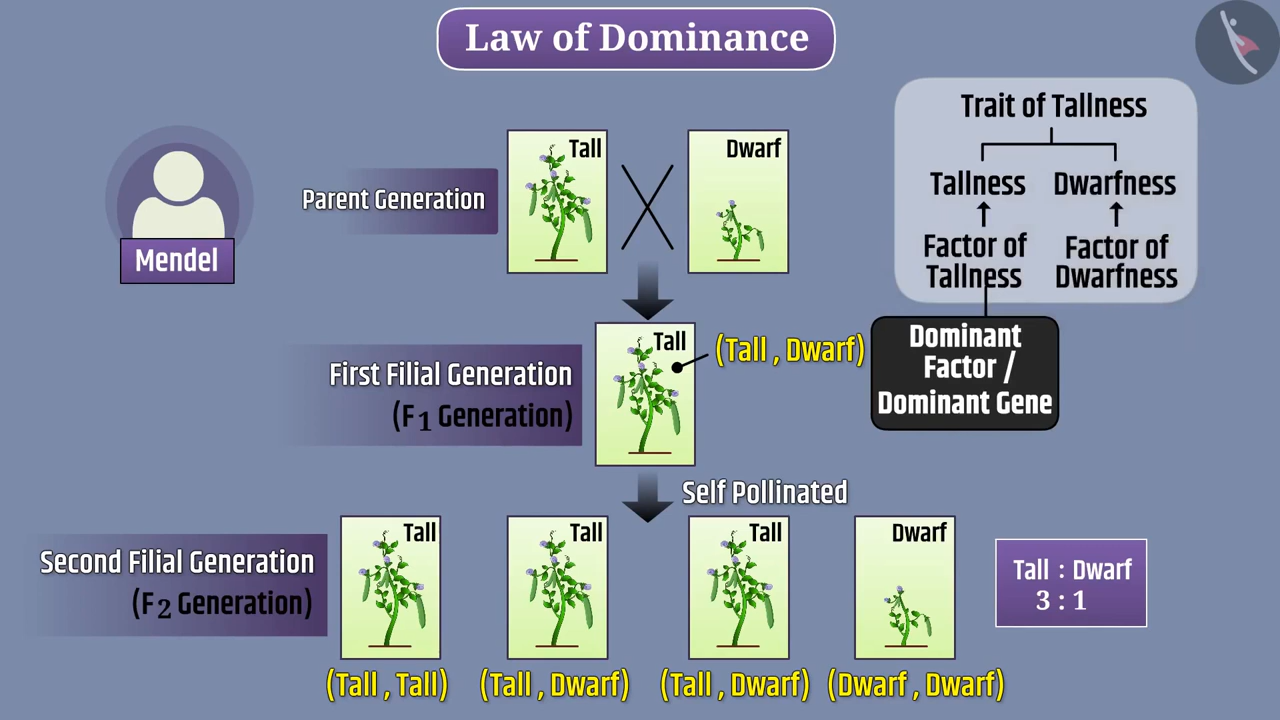 Law of Dominance
Mendel
Parent Generation
Tall
Dwarf
Trait of Tallness
Tallness
Dwarfness
Factor of
Tallness
Factor of
Dwarfness
Dominant
Factor /
Dominant Gene
First Filial Generation
(F1 Generation)
Tall
(Tall , Dwarf)
Self Pollinated
Second Filial Generation
(F2 Generation)
Tall
Tall
Tall
Dwarf
(Tall , Tall)
(Tall , Dwarf)
(Tall , Dwarf)
(Dwarf , Dwarf)
Tall : Dwarf
3 : 1